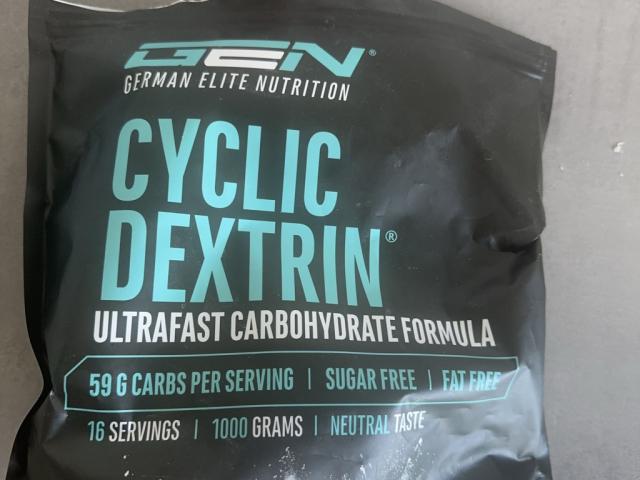 GEN®
GERMAN ELITE NUTRITION
CYCLIC
DEXTRIN®
ULTRAFAST CARBOHYDRATE FORMULA
59 G CARBS PER SERVING | SUGAR FREE | FAT FREE
16 SERVINGS | 1000 GRAMS | NEUTRAL TASTE